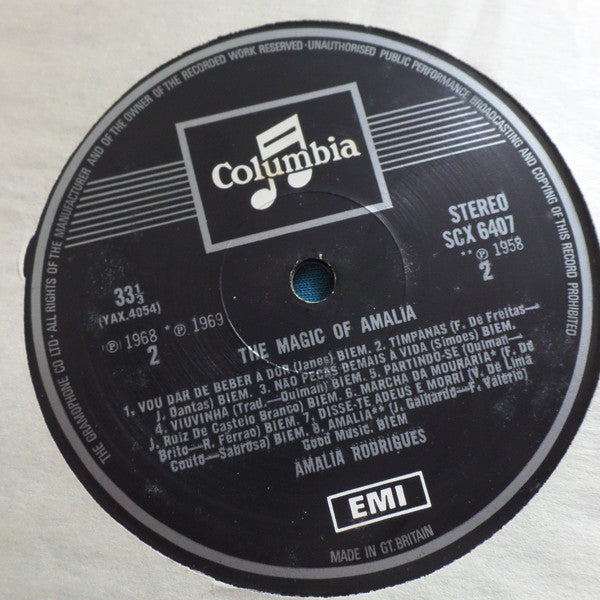 THE GRAMOPHONE CO LTD · ALL RIGHTS OF THE MANUFACTURER AND OF THE OWNER OF THE RECORDED WORK RESERVED · UNAUTHORISED PUBLIC PERFORMANCE BROADCASTING AND COPYING OF THIS RECORD PROHIBITED
Columbia
STEREO
SCX 6407
** ℗ 1958
2
33⅓
(YAX.4054)
℗ 1968 * ℗ 1969
2
THE MAGIC OF AMALIA
1. VOU DAR DE BEBER A DOR (Janes) BIEM. 2. TIMPANAS (F. De Freitas—
J. Dantas) BIEM. 3. NAO PECAS DEMAIS À VIDA (Simoes) BIEM.
4. VIUVINHA (Trad.—Oulman) BIEM. 5. PARTINDO-SE (Oulman—
J. Ruiz De Castelo Branco) BIEM. 6. MARCHA DA MOURARIA* (F. De
Brito—R. Ferrao) BIEM. 7. DISSE-TE ADEUS E MORRI (V. De Lima
Couto—Sabrosa) BIEM. 8. AMALIA** (J. Galhardo—F. Valerio)
Good Music. BIEM
AMALIA RODRIGUES
EMI
MADE IN GT. BRITAIN